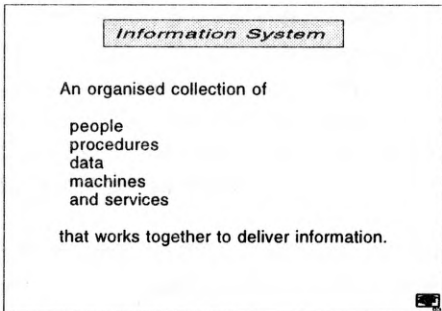 Information System
An organised collection of
people
procedures
data
machines
and services
that works together to deliver information.